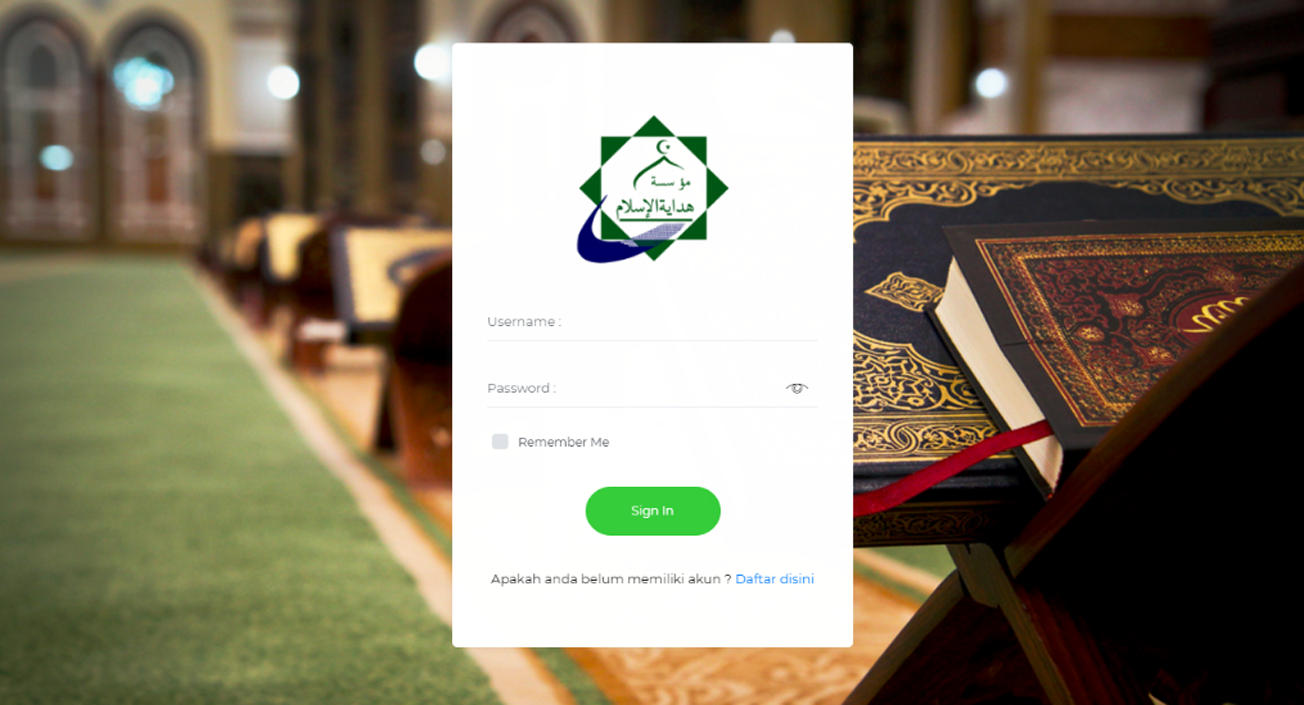 مؤسسة
هداية الإسلام
Username :
Password :
Remember Me
Sign In
Apakah anda belum memiliki akun ? Daftar disini